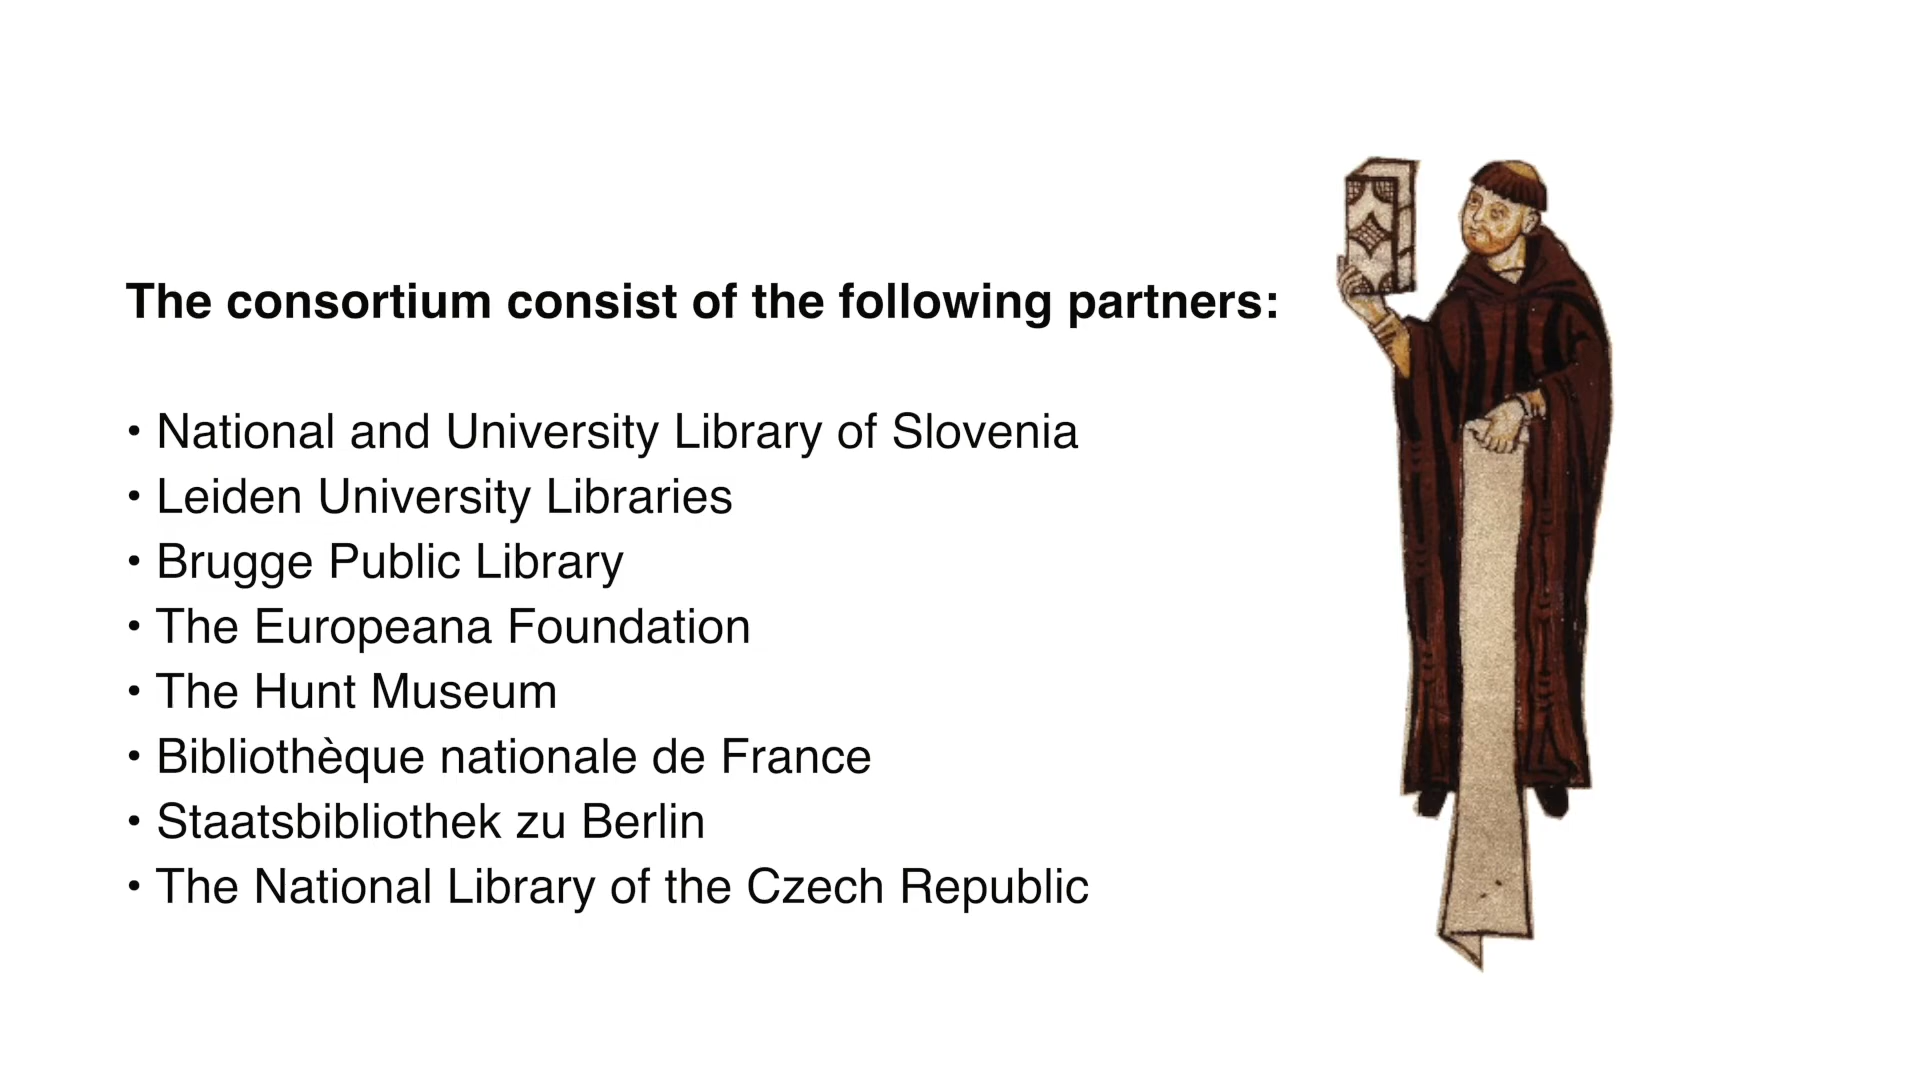 The consortium consist of the following partners:
• National and University Library of Slovenia
• Leiden University Libraries
• Brugge Public Library
• The Europeana Foundation
• The Hunt Museum
• Bibliothèque nationale de France
• Staatsbibliothek zu Berlin
• The National Library of the Czech Republic